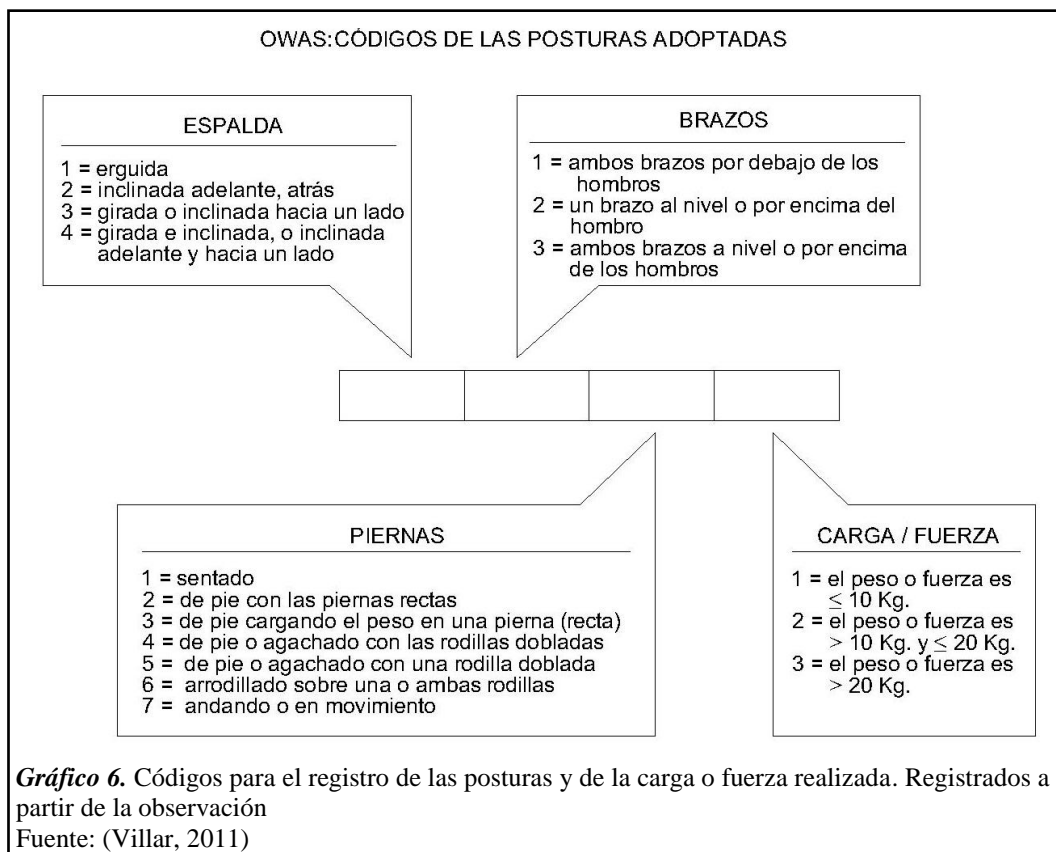 OWAS:CÓDIGOS DE LAS POSTURAS ADOPTADAS
ESPALDA
1 = erguida
2 = inclinada adelante, atrás
3 = girada o inclinada hacia un lado
4 = girada e inclinada, o inclinada
adelante y hacia un lado
BRAZOS
1 = ambos brazos por debajo de los
hombros
2 = un brazo al nivel o por encima del
hombro
3 = ambos brazos a nivel o por encima
de los hombros
PIERNAS
1 = sentado
2 = de pie con las piernas rectas
3 = de pie cargando el peso en una pierna (recta)
4 = de pie o agachado con las rodillas dobladas
5 = de pie o agachado con una rodilla doblada
6 = arrodillado sobre una o ambas rodillas
7 = andando o en movimiento
CARGA / FUERZA
1 = el peso o fuerza es
≤ 10 Kg.
2 = el peso o fuerza es
> 10 Kg. y ≤ 20 Kg.
3 = el peso o fuerza es
> 20 Kg.
Gráfico 6. Códigos para el registro de las posturas y de la carga o fuerza realizada. Registrados a
partir de la observación
Fuente: (Villar, 2011)